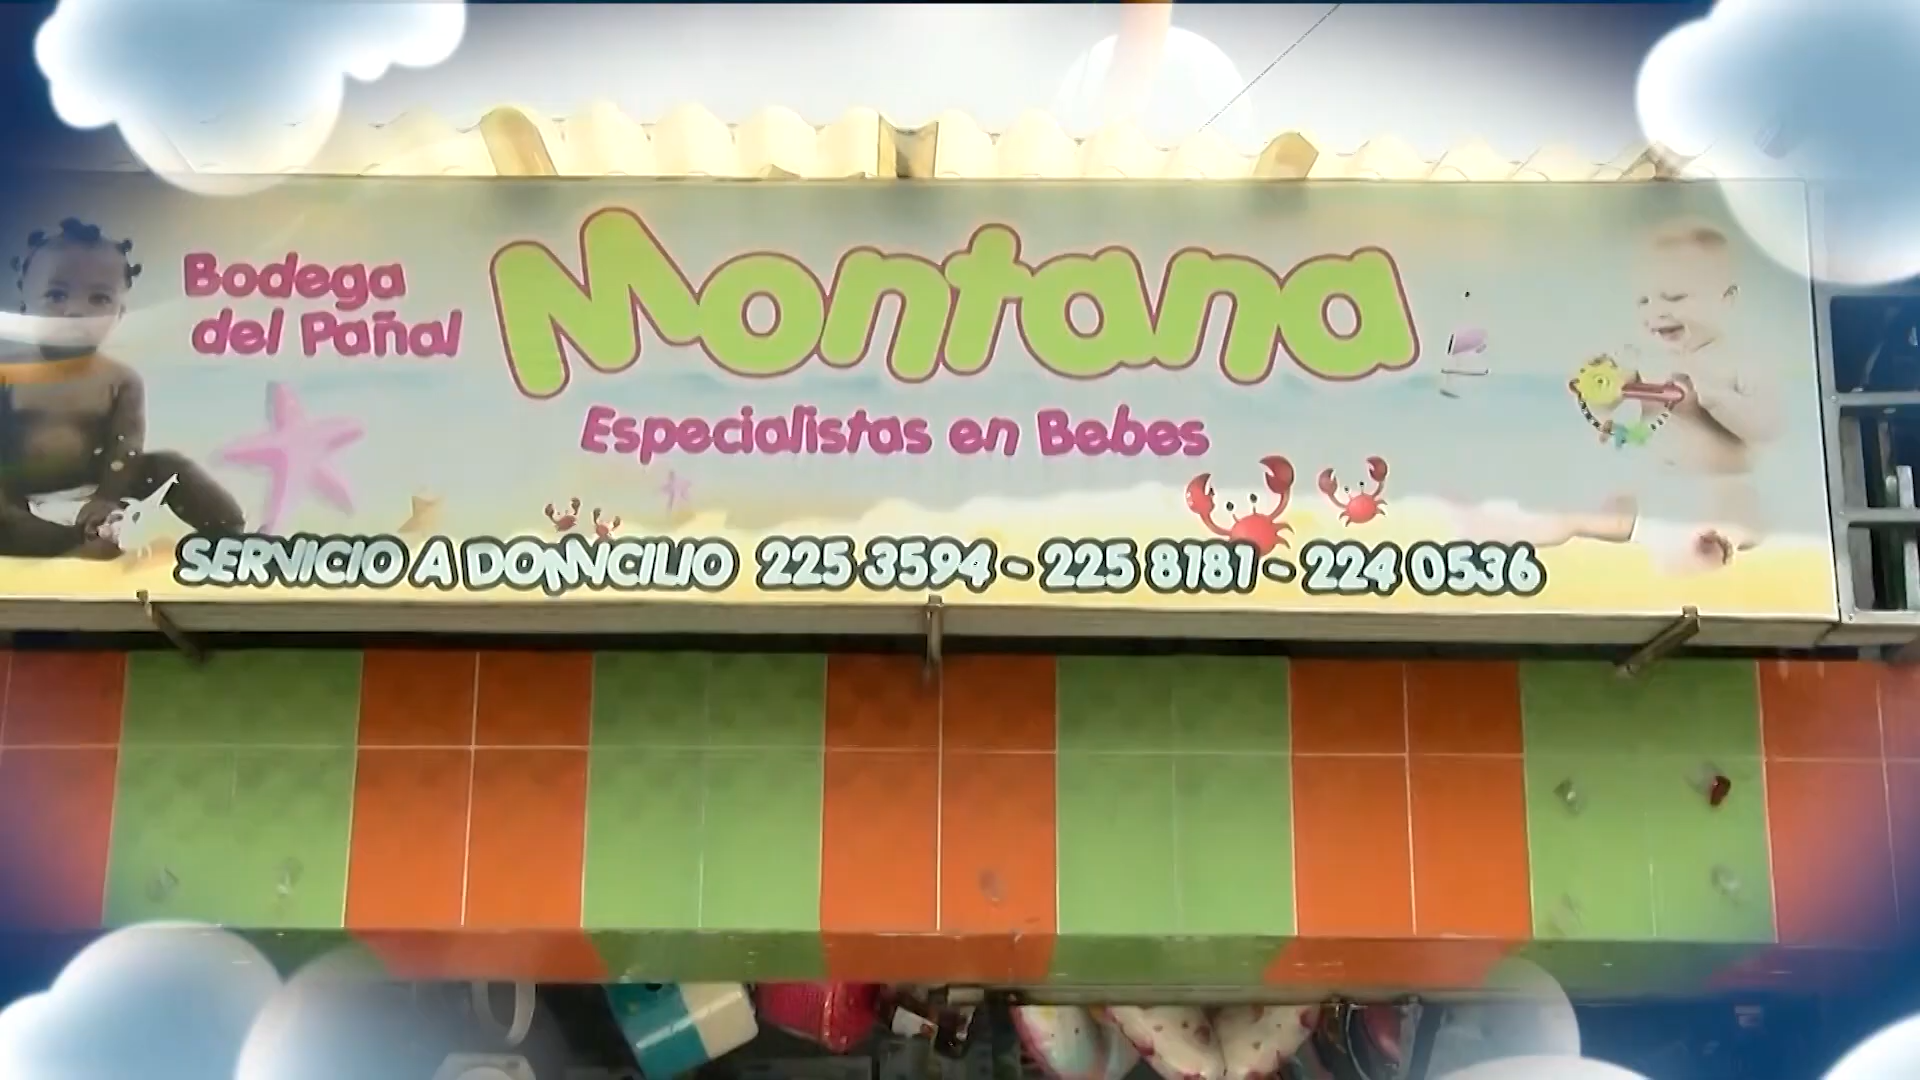 Bodega
del Pañal
Montana
Especialistas en Bebes
SERVICIO A DOMICILIO 225 3594 - 225 8181 - 224 0536